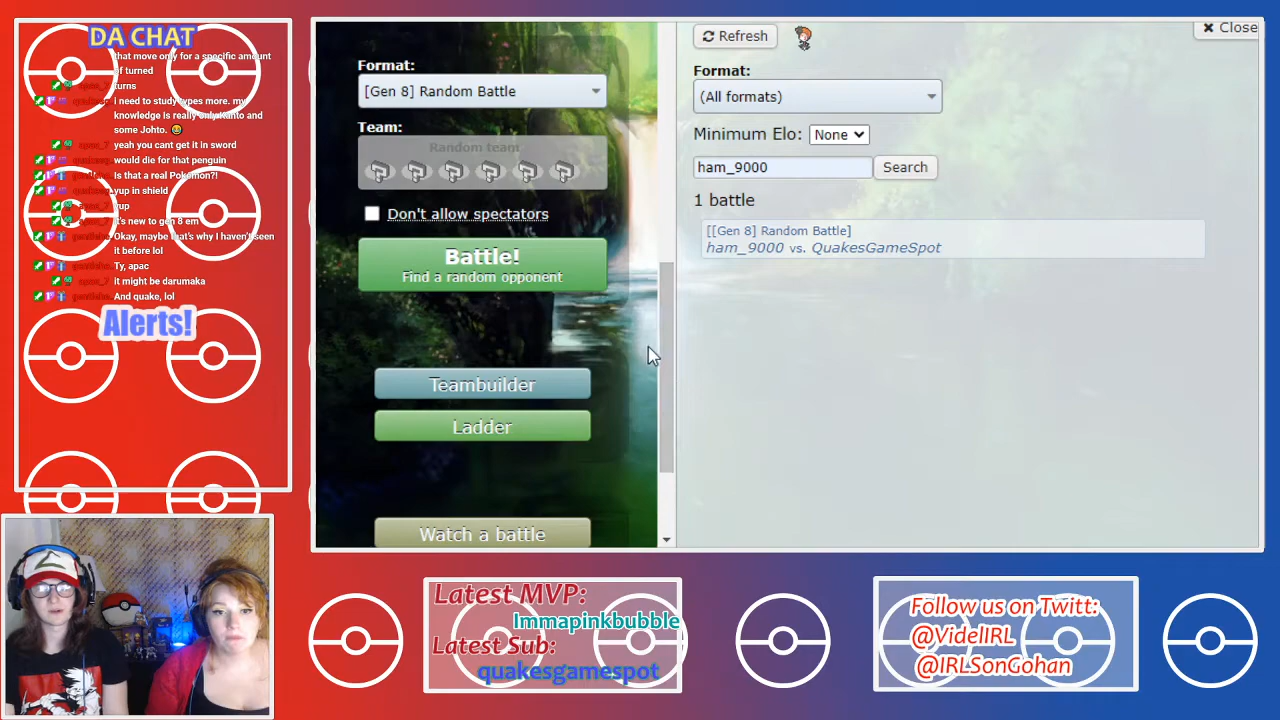 DA CHAT
that move only for a specific amount
of turned
turns
i need to study types more. my
knowledge is really only Kanto and
some Johto.
yeah you cant get it in sword
would die for that penguin
Is that a real Pokemon?!
yup in shield
yup
it's new to gen 8 em
Okay, maybe that's why I haven't seen
it before lol
Ty, apac
it might be darumaka
And quake, lol
Alerts!
Format:
[Gen 8] Random Battle
Team:
Random team
Don't allow spectators
Battle!
Find a random opponent
Teambuilder
Ladder
Watch a battle
Refresh
Close
Format:
(All formats)
Minimum Elo: None
ham_9000 Search
1 battle
[[Gen 8] Random Battle]
ham_9000 vs. QuakesGameSpot
Latest MVP:
Immapinkbubble
Latest Sub:
quakesgamespot
Follow us on Twitt:
@VidelIRL
@IRLSonGohan